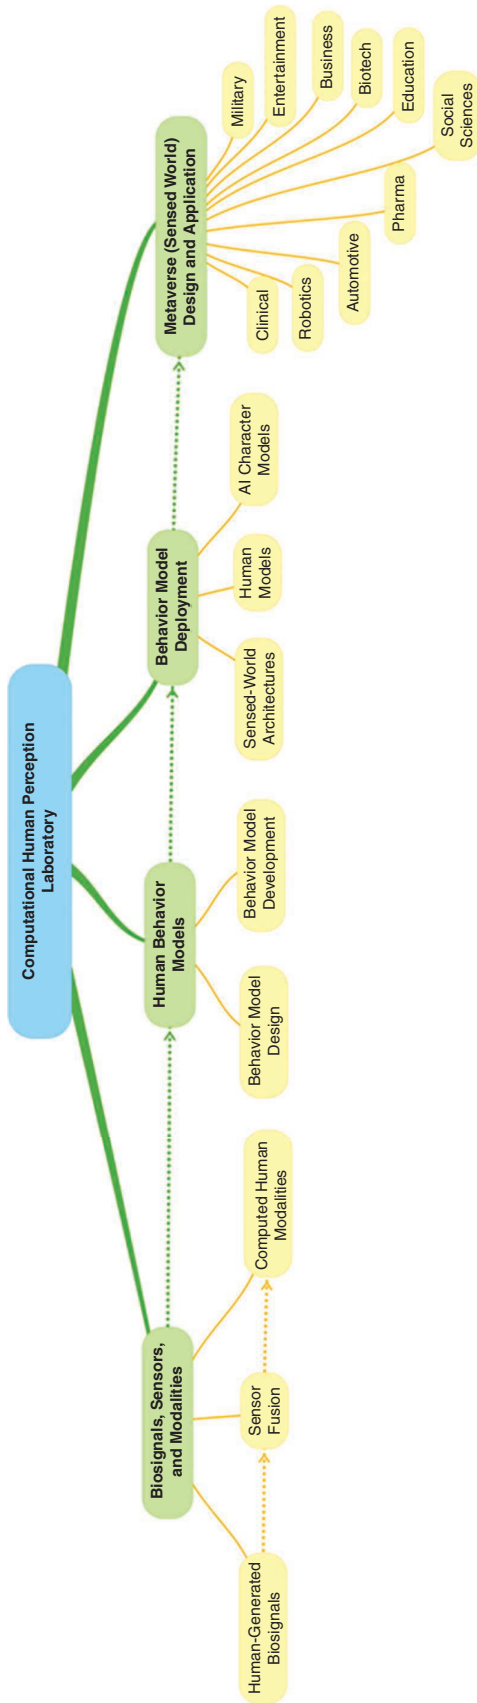 Computational Human Perception
Laboratory
Biosignals, Sensors,
and Modalities
Human Behavior
Models
Behavior Model
Deployment
Metaverse (Sensed World)
Design and Application
Human-Generated
Biosignals
Sensor
Fusion
Computed Human
Modalities
Behavior Model
Design
Behavior Model
Development
Sensed-World
Architectures
Human
Models
AI Character
Models
Clinical
Robotics
Automotive
Pharma
Social
Sciences
Education
Biotech
Business
Entertainment
Military